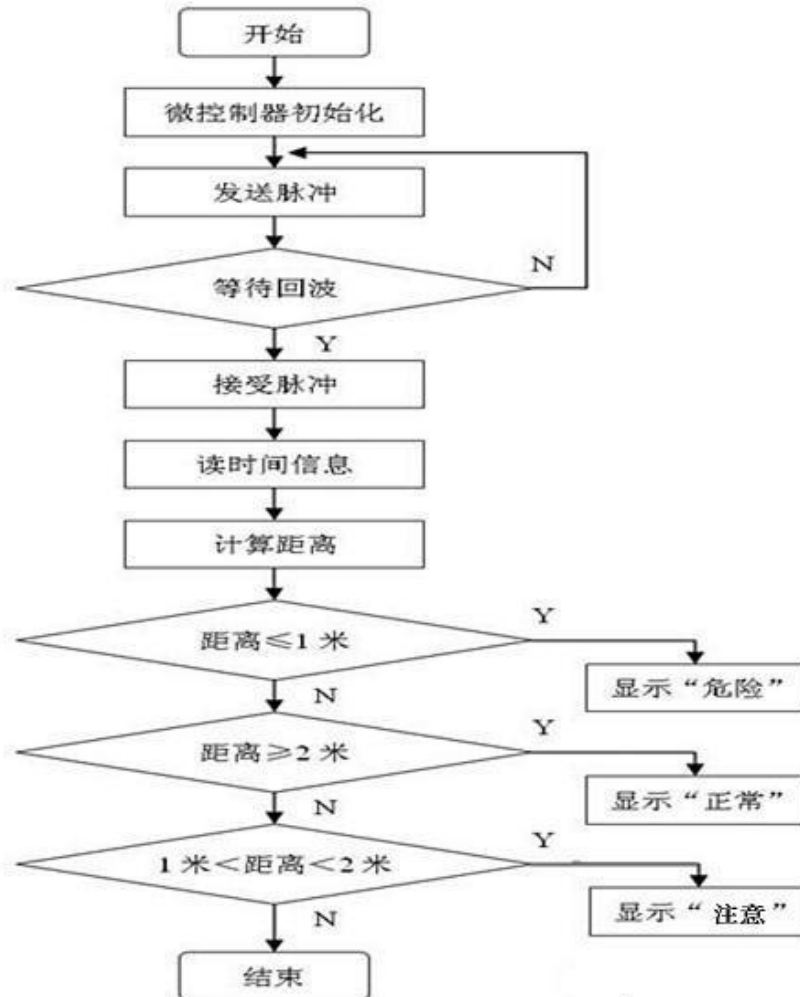 开始
微控制器初始化
发送脉冲
等待回波
N
Y
接受脉冲
读时间信息
计算距离
距离≤1 米
Y
显示“危险”
N
距离≥2 米
Y
显示“正常”
N
1 米<距离<2 米
Y
显示“ 注意”
N
结束